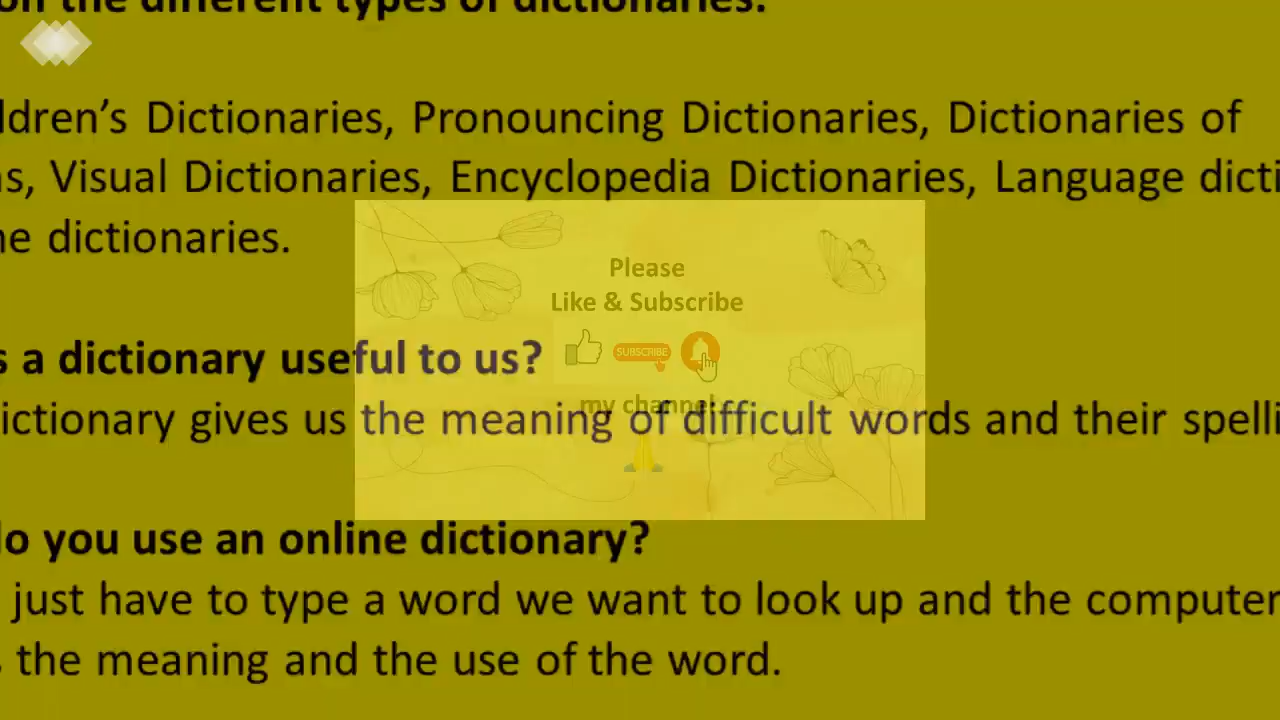 on the different types of dictionaries.
ldren’s Dictionaries, Pronouncing Dictionaries, Dictionaries of
s, Visual Dictionaries, Encyclopedia Dictionaries, Language dicti
ne dictionaries.
Please
Like & Subscribe
SUBSCRIBE
s a dictionary useful to us?
my channel
ictionary gives us the meaning of difficult words and their spelli
do you use an online dictionary?
just have to type a word we want to look up and the computer
s the meaning and the use of the word.